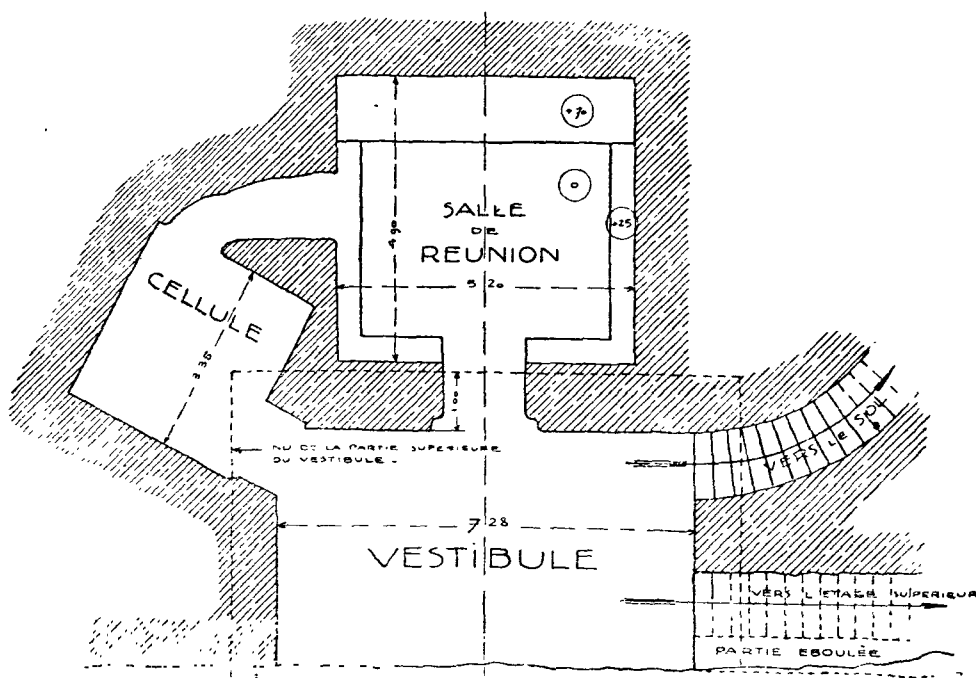 +70
0
+25
SALLE
DE
REUNION
4 90
5 20
CELLULE
3.35
1.00
NU DE LA PARTIE SUPERIEURE
DU VESTIBULE -
VERS LE SOL
7 28
VESTIBULE
VERS L'ETAGE SUPERIEUR
PARTIE EBOULÉE